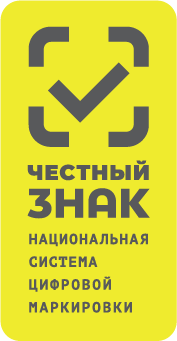 ЧЕСТНЫЙ
ЗНАК
НАЦИОНАЛЬНАЯ
СИСТЕМА
ЦИФРОВОЙ
МАРКИРОВКИ